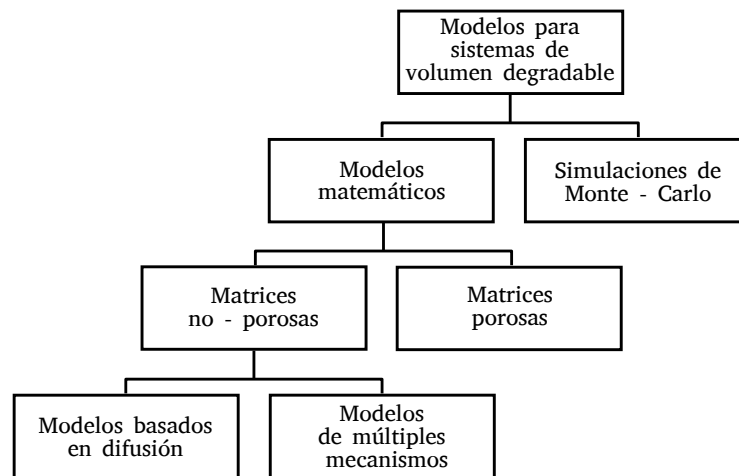 Modelos para
sistemas de
volumen degradable
Modelos
matemáticos
Simulaciones de
Monte - Carlo
Matrices
no - porosas
Matrices
porosas
Modelos basados
en difusión
Modelos
de múltiples
mecanismos